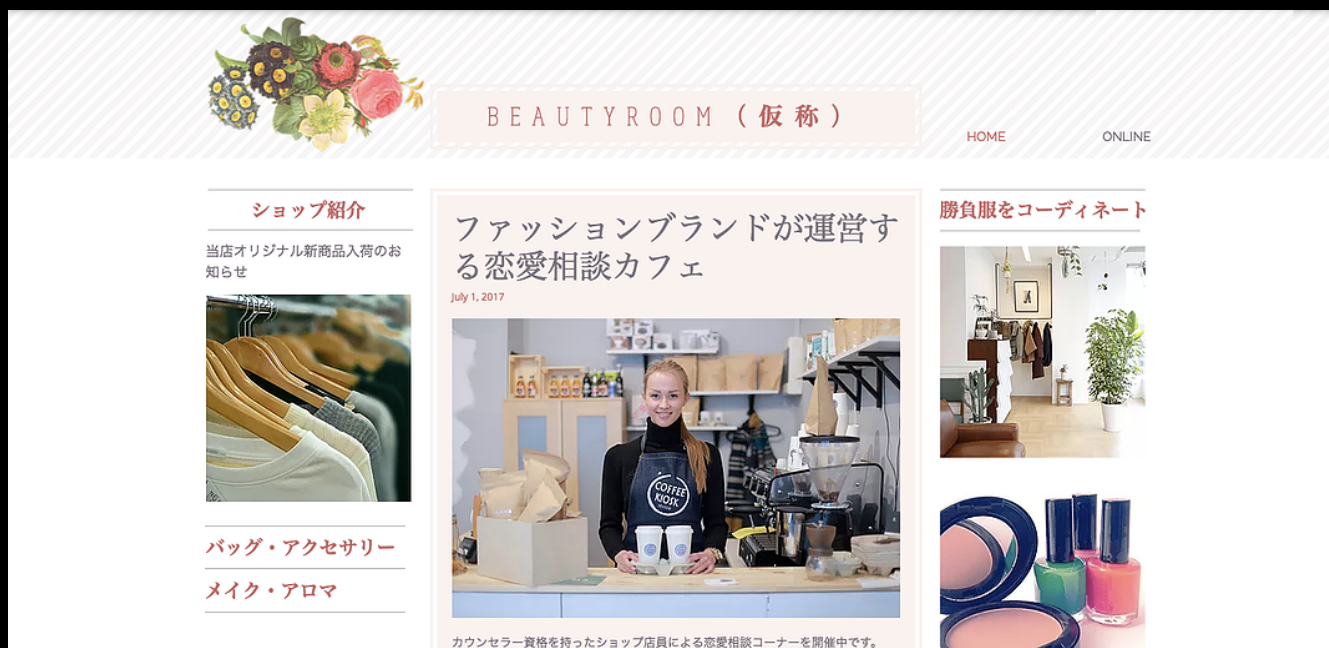 BEAUTYROOM（仮称）
HOME
ONLINE
ショップ紹介
当店オリジナル新商品入荷のお
知らせ
バッグ・アクセサリー
メイク・アロマ
ファッションブランドが運営す
る恋愛相談カフェ
July 1, 2017
COFFEE
KIOSK
カウンセラー資格を持ったショップ店員による恋愛相談コーナーを開催中です。
勝負服をコーディネート